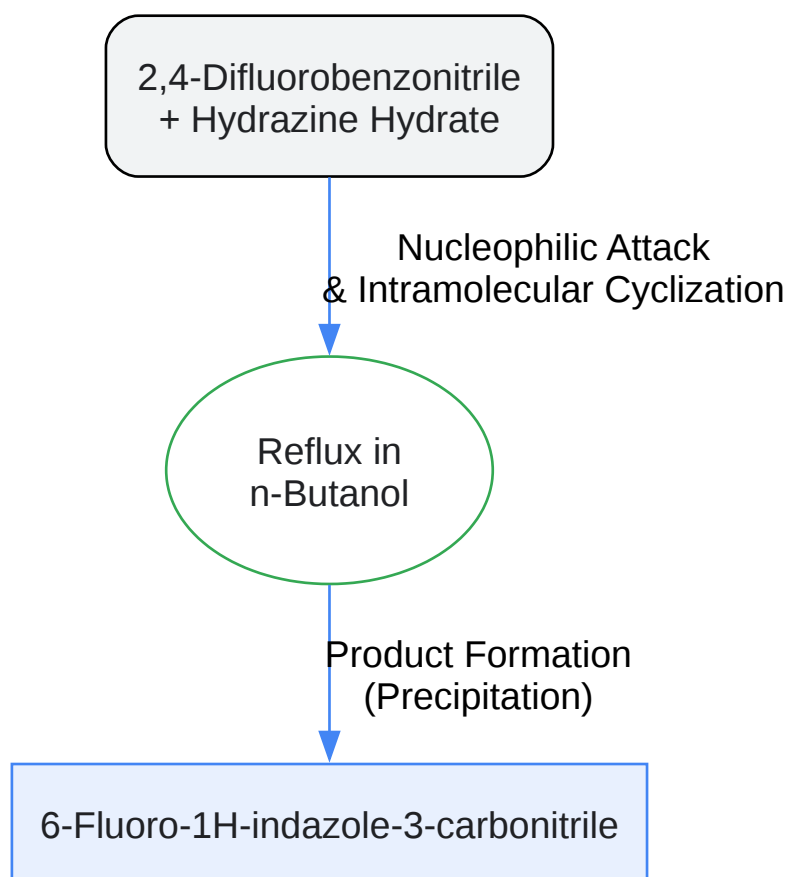 2,4-Difluorobenzonitrile
+ Hydrazine Hydrate
Nucleophilic Attack
& Intramolecular Cyclization
Reflux in
n-Butanol
Product Formation
(Precipitation)
6-Fluoro-1H-indazole-3-carbonitrile